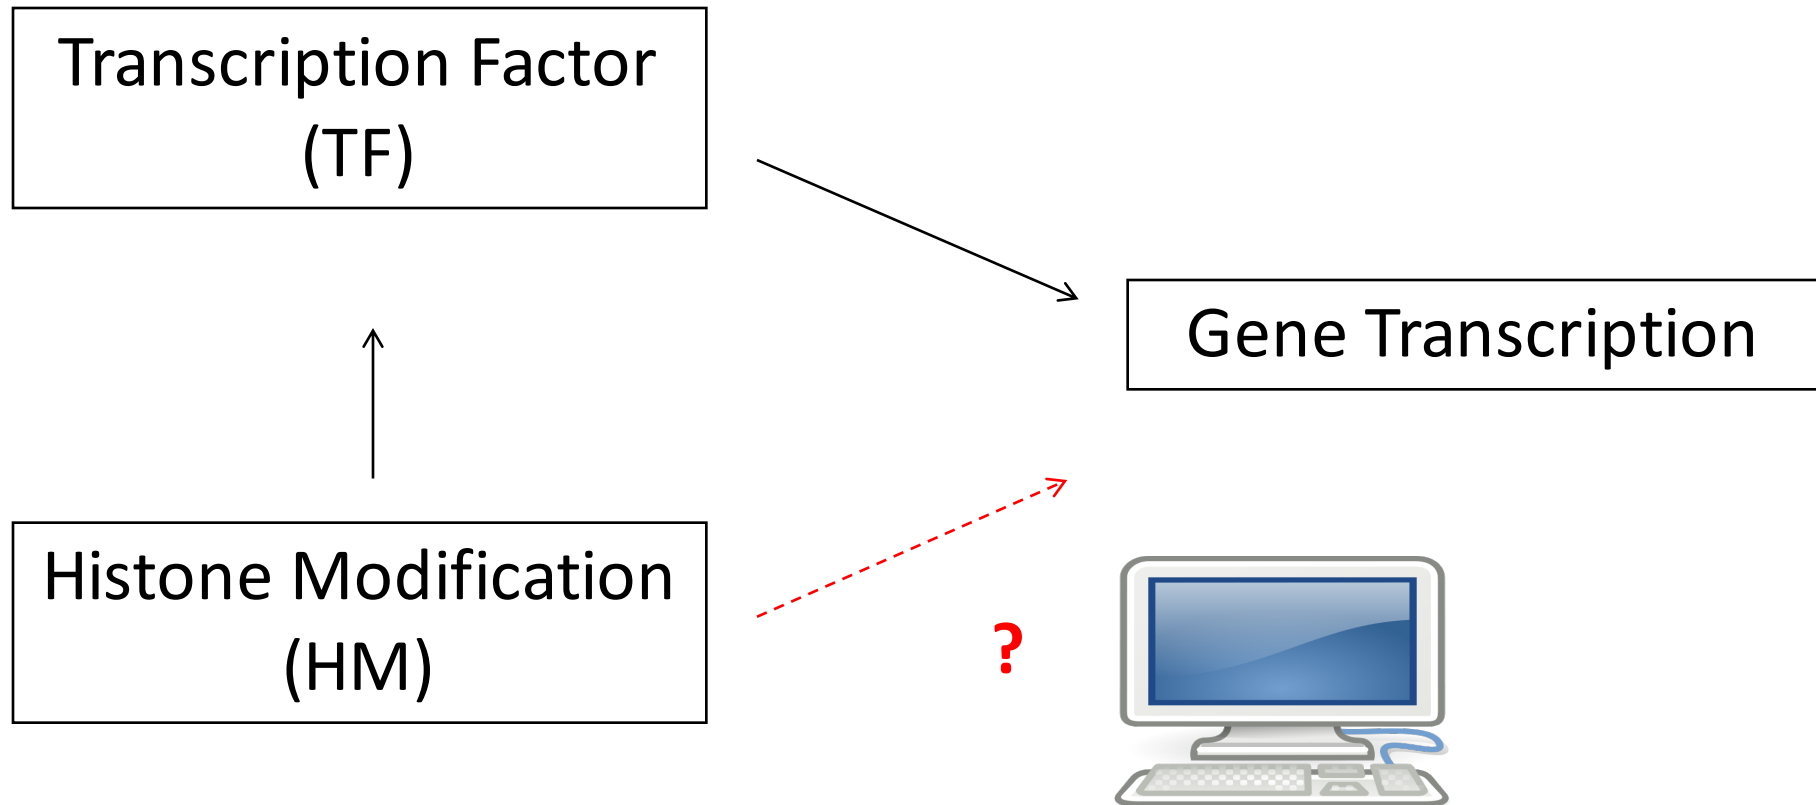 Transcription Factor
(TF)
Gene Transcription
Histone Modification
(HM)
?